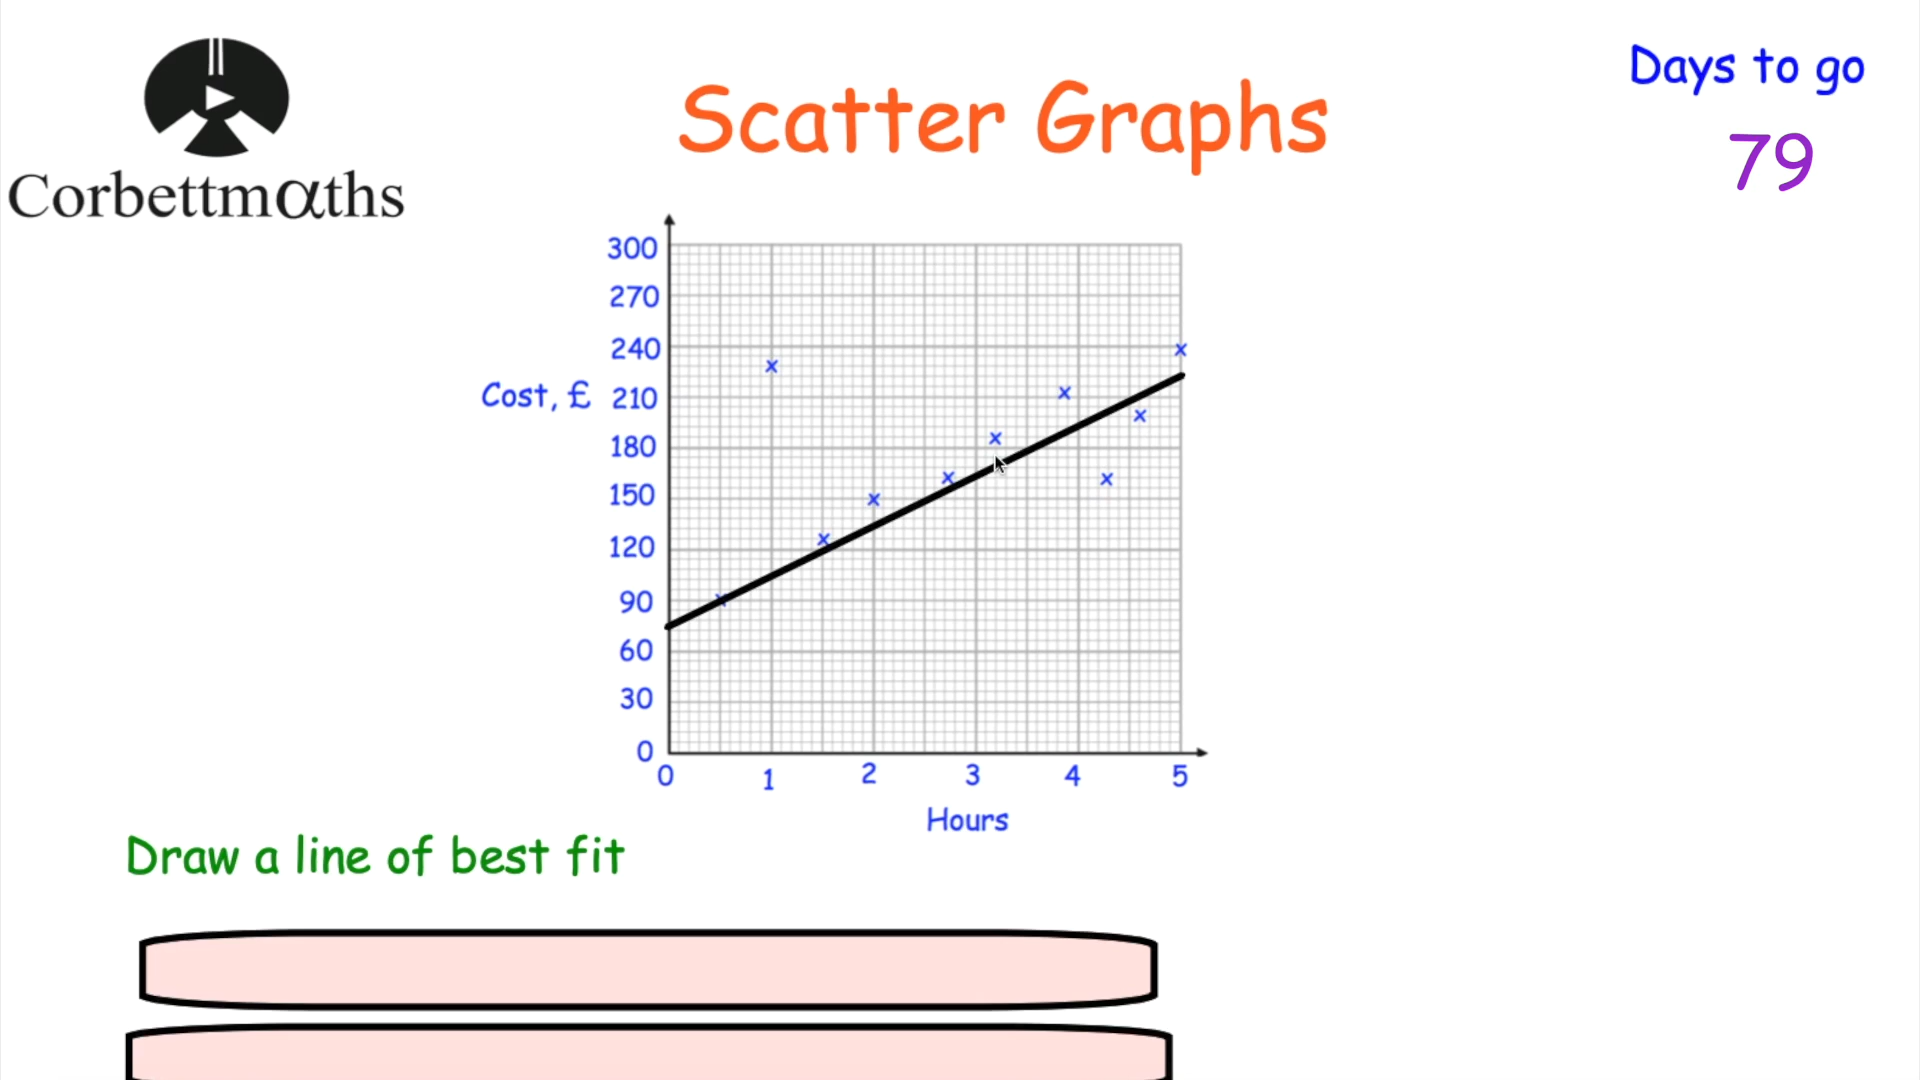 Corbettmαths
Scatter Graphs
Days to go
79
300
270
240
Cost, £ 210
180
150
120
90
60
30
0
0 1 2 3 4 5
Hours
Draw a line of best fit